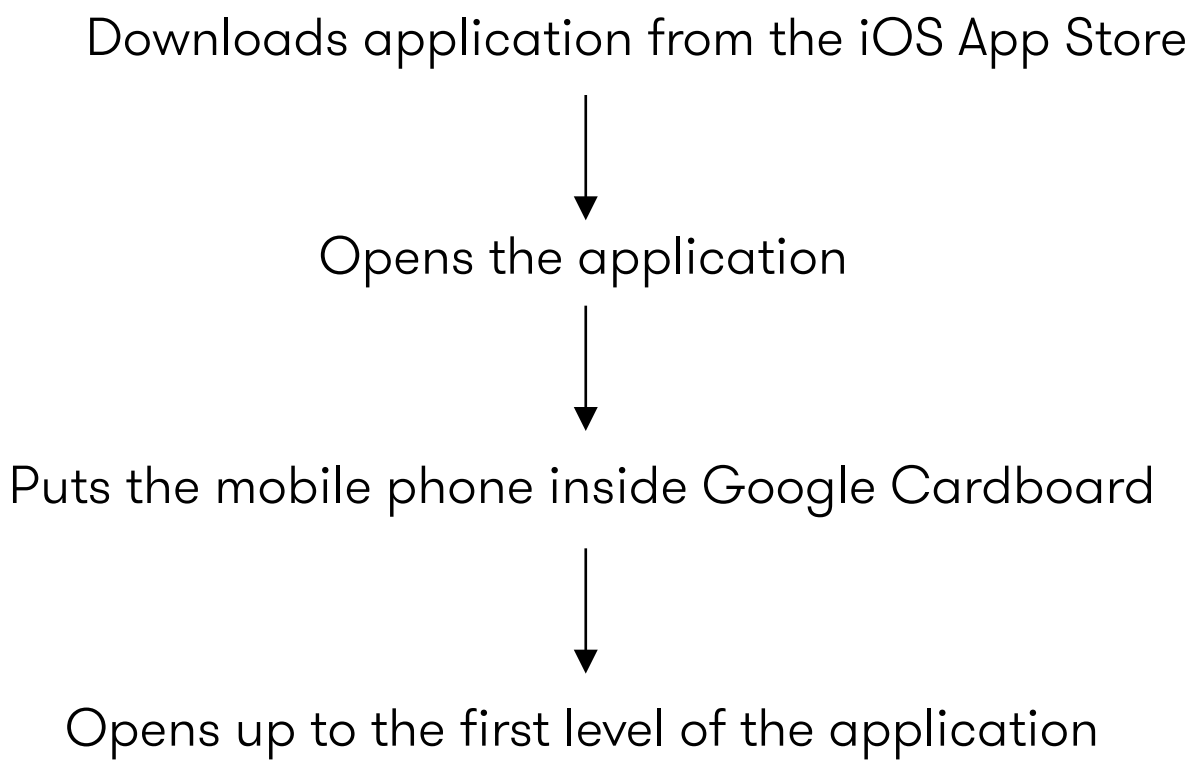 Downloads application from the iOS App Store
Opens the application
Puts the mobile phone inside Google Cardboard
Opens up to the first level of the application